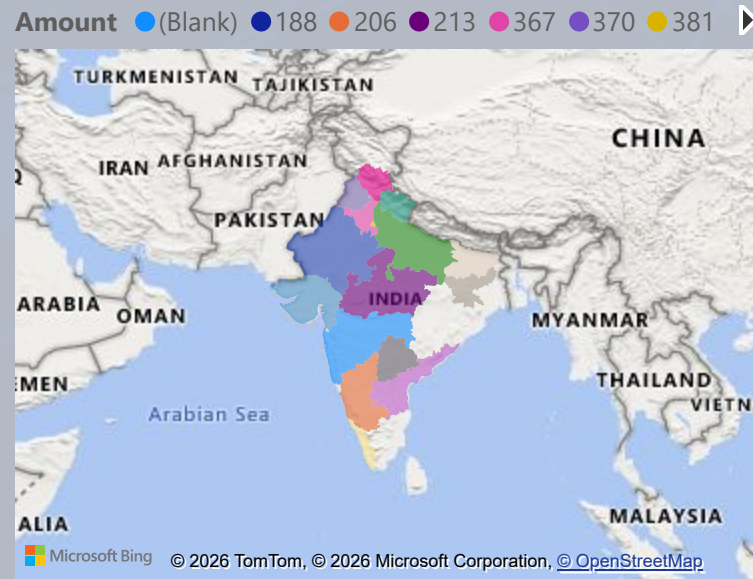 Amount (Blank) 188 206 213 367 370 381
TURKMENISTAN
TAJIKISTAN
CHINA
IRAN
AFGHANISTAN
Q
PAKISTAN
ARABIA
OMAN
INDIA
MYANMAR
EMEN
THAILAND
VIETN
Arabian Sea
ALIA
MALAYSIA
Microsoft Bing
© 2026 TomTom, © 2026 Microsoft Corporation, © OpenStreetMap